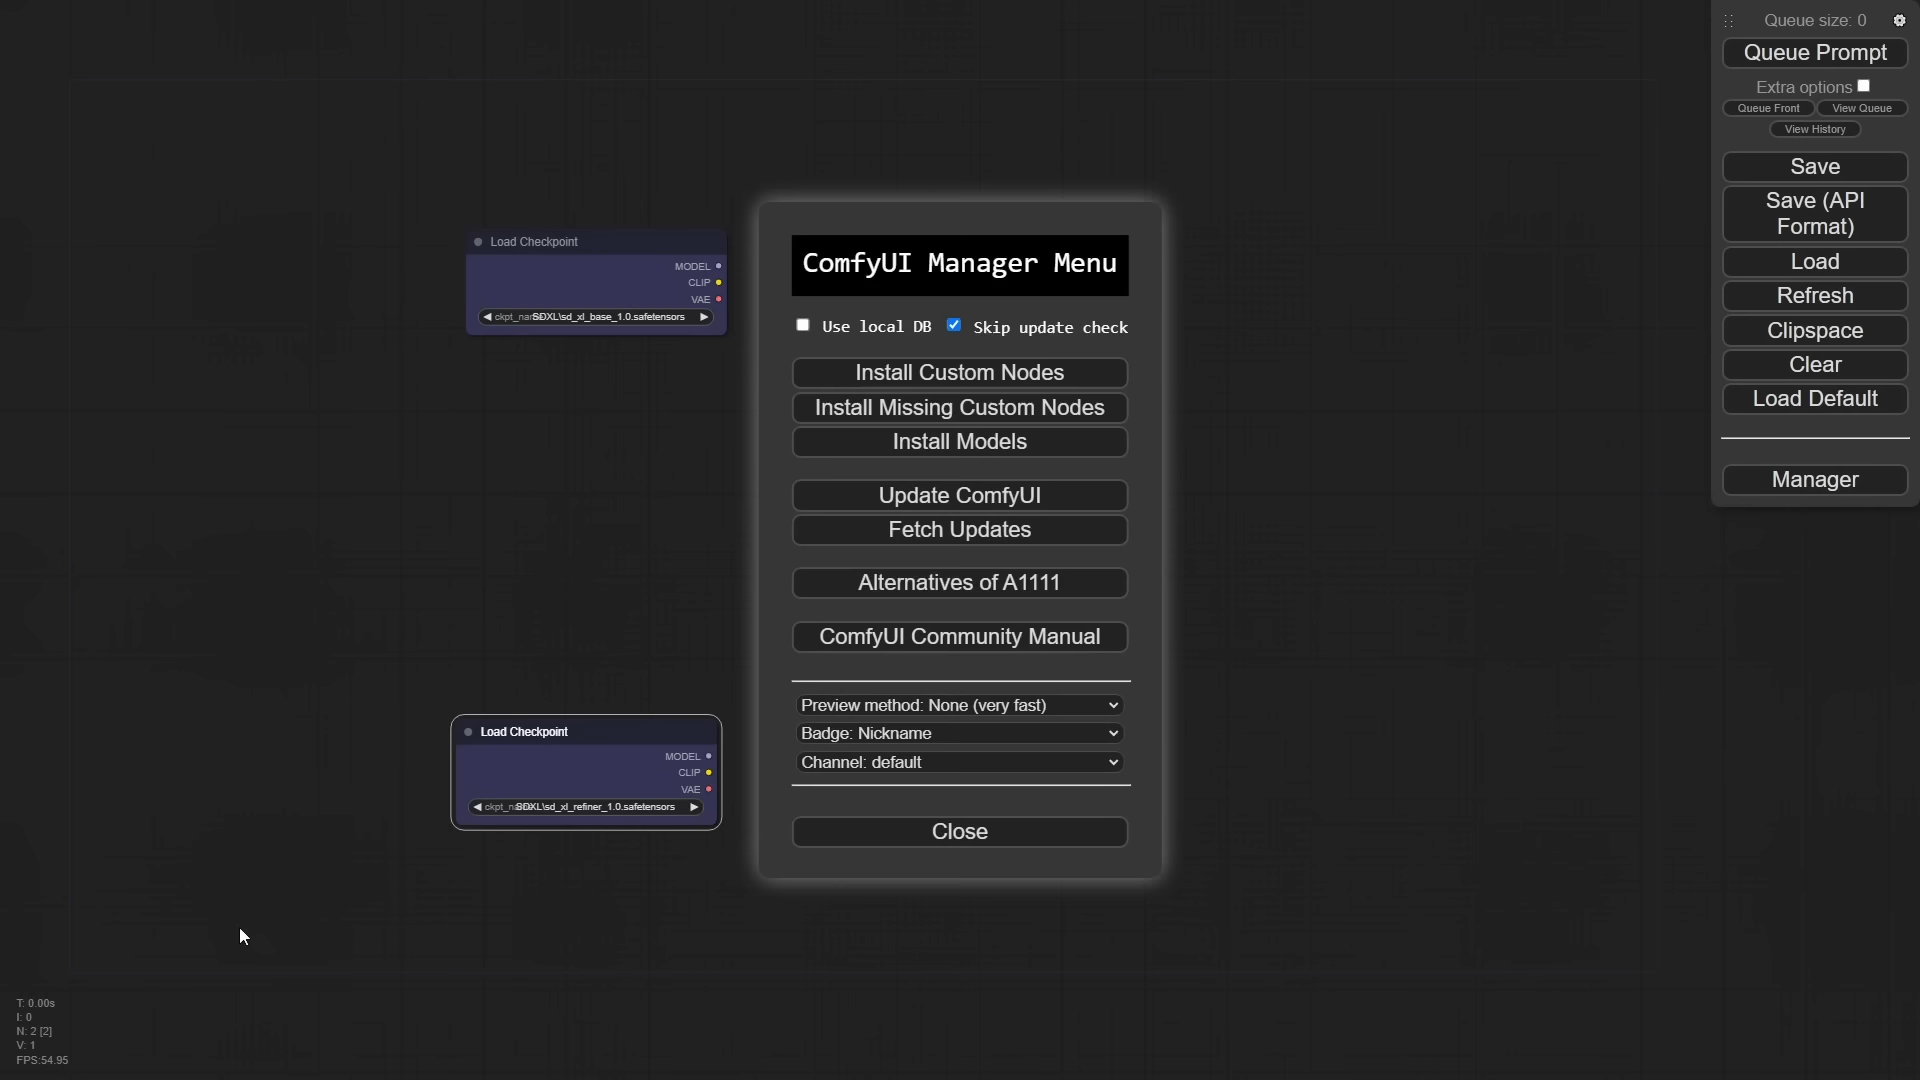 Queue size: 0
Queue Prompt
Extra options
Queue Front
View Queue
View History
Save
Save (API
Format)
Load
Refresh
Clipspace
Clear
Load Default
Manager
Load Checkpoint
MODEL
CLIP
VAE
SDXL\sd_xl_base_1.0.safetensors
Load Checkpoint
MODEL
CLIP
VAE
SDXL\sd_xl_refiner_1.0.safetensors
ComfyUI Manager Menu
Use local DB Skip update check
Install Custom Nodes
Install Missing Custom Nodes
Install Models
Update ComfyUI
Fetch Updates
Alternatives of A1111
ComfyUI Community Manual
Preview method: None (very fast)
Badge: Nickname
Channel: default
Close
T: 0.00s
I: 0
N: 2 [2]
V: 1
FPS:54.95